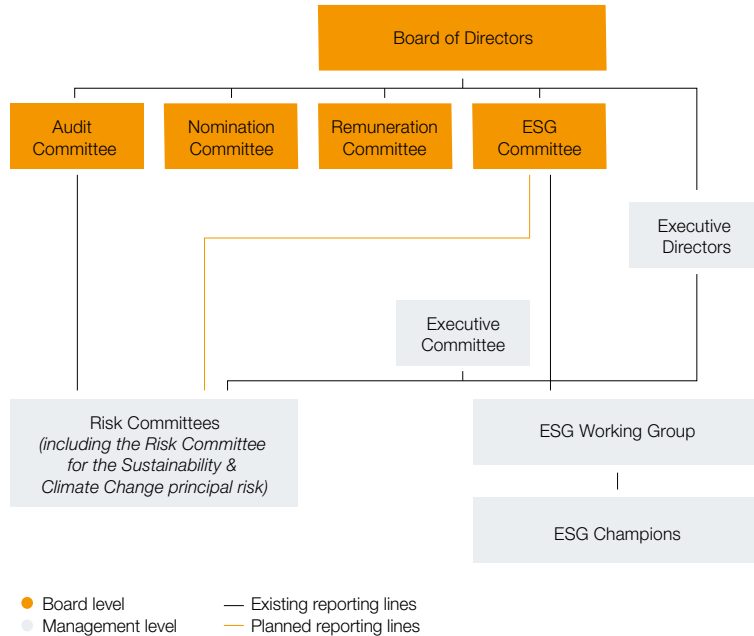 Board of Directors
Audit
Committee
Nomination
Committee
Remuneration
Committee
ESG
Committee
Executive
Directors
Executive
Committee
Risk Committees
(including the Risk Committee
for the Sustainability &
Climate Change principal risk)
ESG Working Group
ESG Champions
Board level
Management level
Existing reporting lines
Planned reporting lines